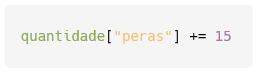 quantidade["peras"] += 15